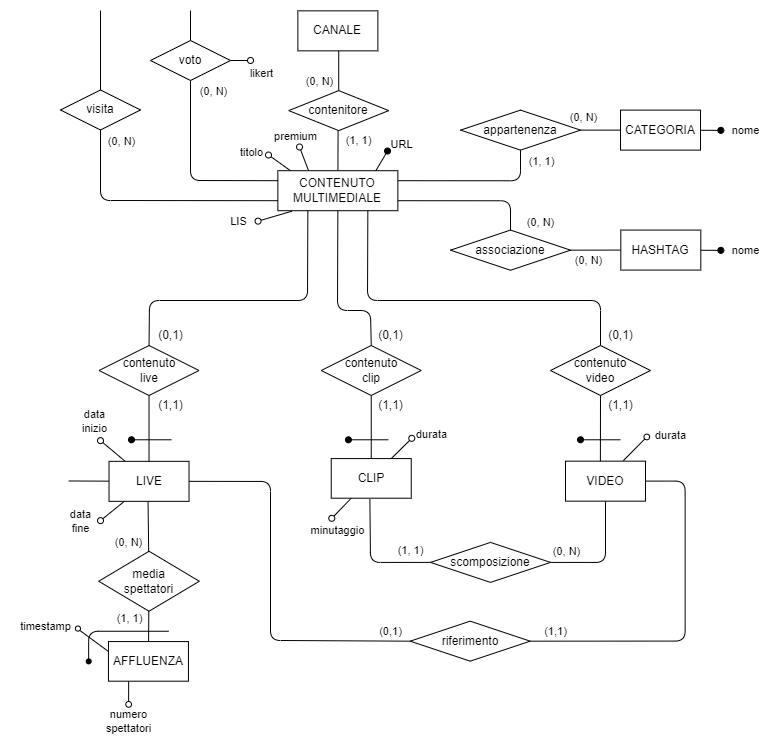 CANALE
voto
likert
(0, N)
(0, N)
contenitore
visita
(0, N)
(1, 1)
premium
titolo
URL
CONTENUTO
MULTIMEDIALE
LIS
appartenenza
(0, N)
(1, 1)
CATEGORIA
nome
(0, N)
associazione
(0, N)
HASHTAG
nome
(0,1)
contenuto
live
(1,1)
(0,1)
contenuto
clip
(1,1)
(0,1)
contenuto
video
(1,1)
data
inizio
LIVE
data
fine
durata
CLIP
minutaggio
durata
VIDEO
(1, 1)
scomposizione
(0, N)
(0, N)
media
spettatori
(1, 1)
timestamp
AFFLUENZA
numero
spettatori
(0,1)
riferimento
(1,1)